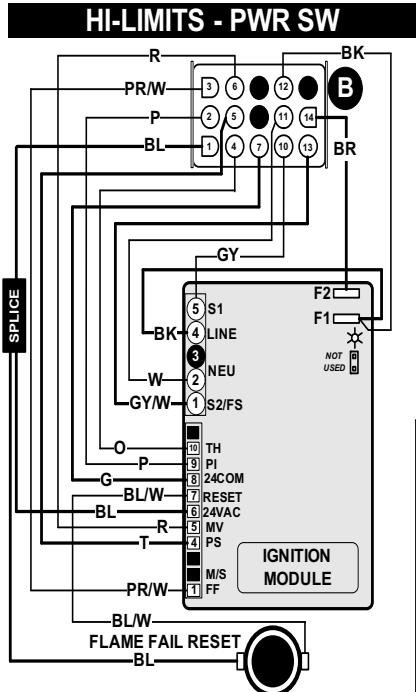 HI-LIMITS - PWR SW
R
BK
PR/W
3 6 12
B
P
2 5 11 14
BL
1 4 7 10 13
BR
GY
F2
F1
SPLICE
5 S1
BK 4 LINE
NOT USED
3
NEU
W 2
GY/W 1 S2/FS
O 10 TH
P 9 PI
G 8 24COM
BL/W 7 RESET
BL 6 24VAC
R 5 MV
T 4 PS
IGNITION
MODULE
M/S
PR/W 1 FF
BL/W
FLAME FAIL RESET
BL